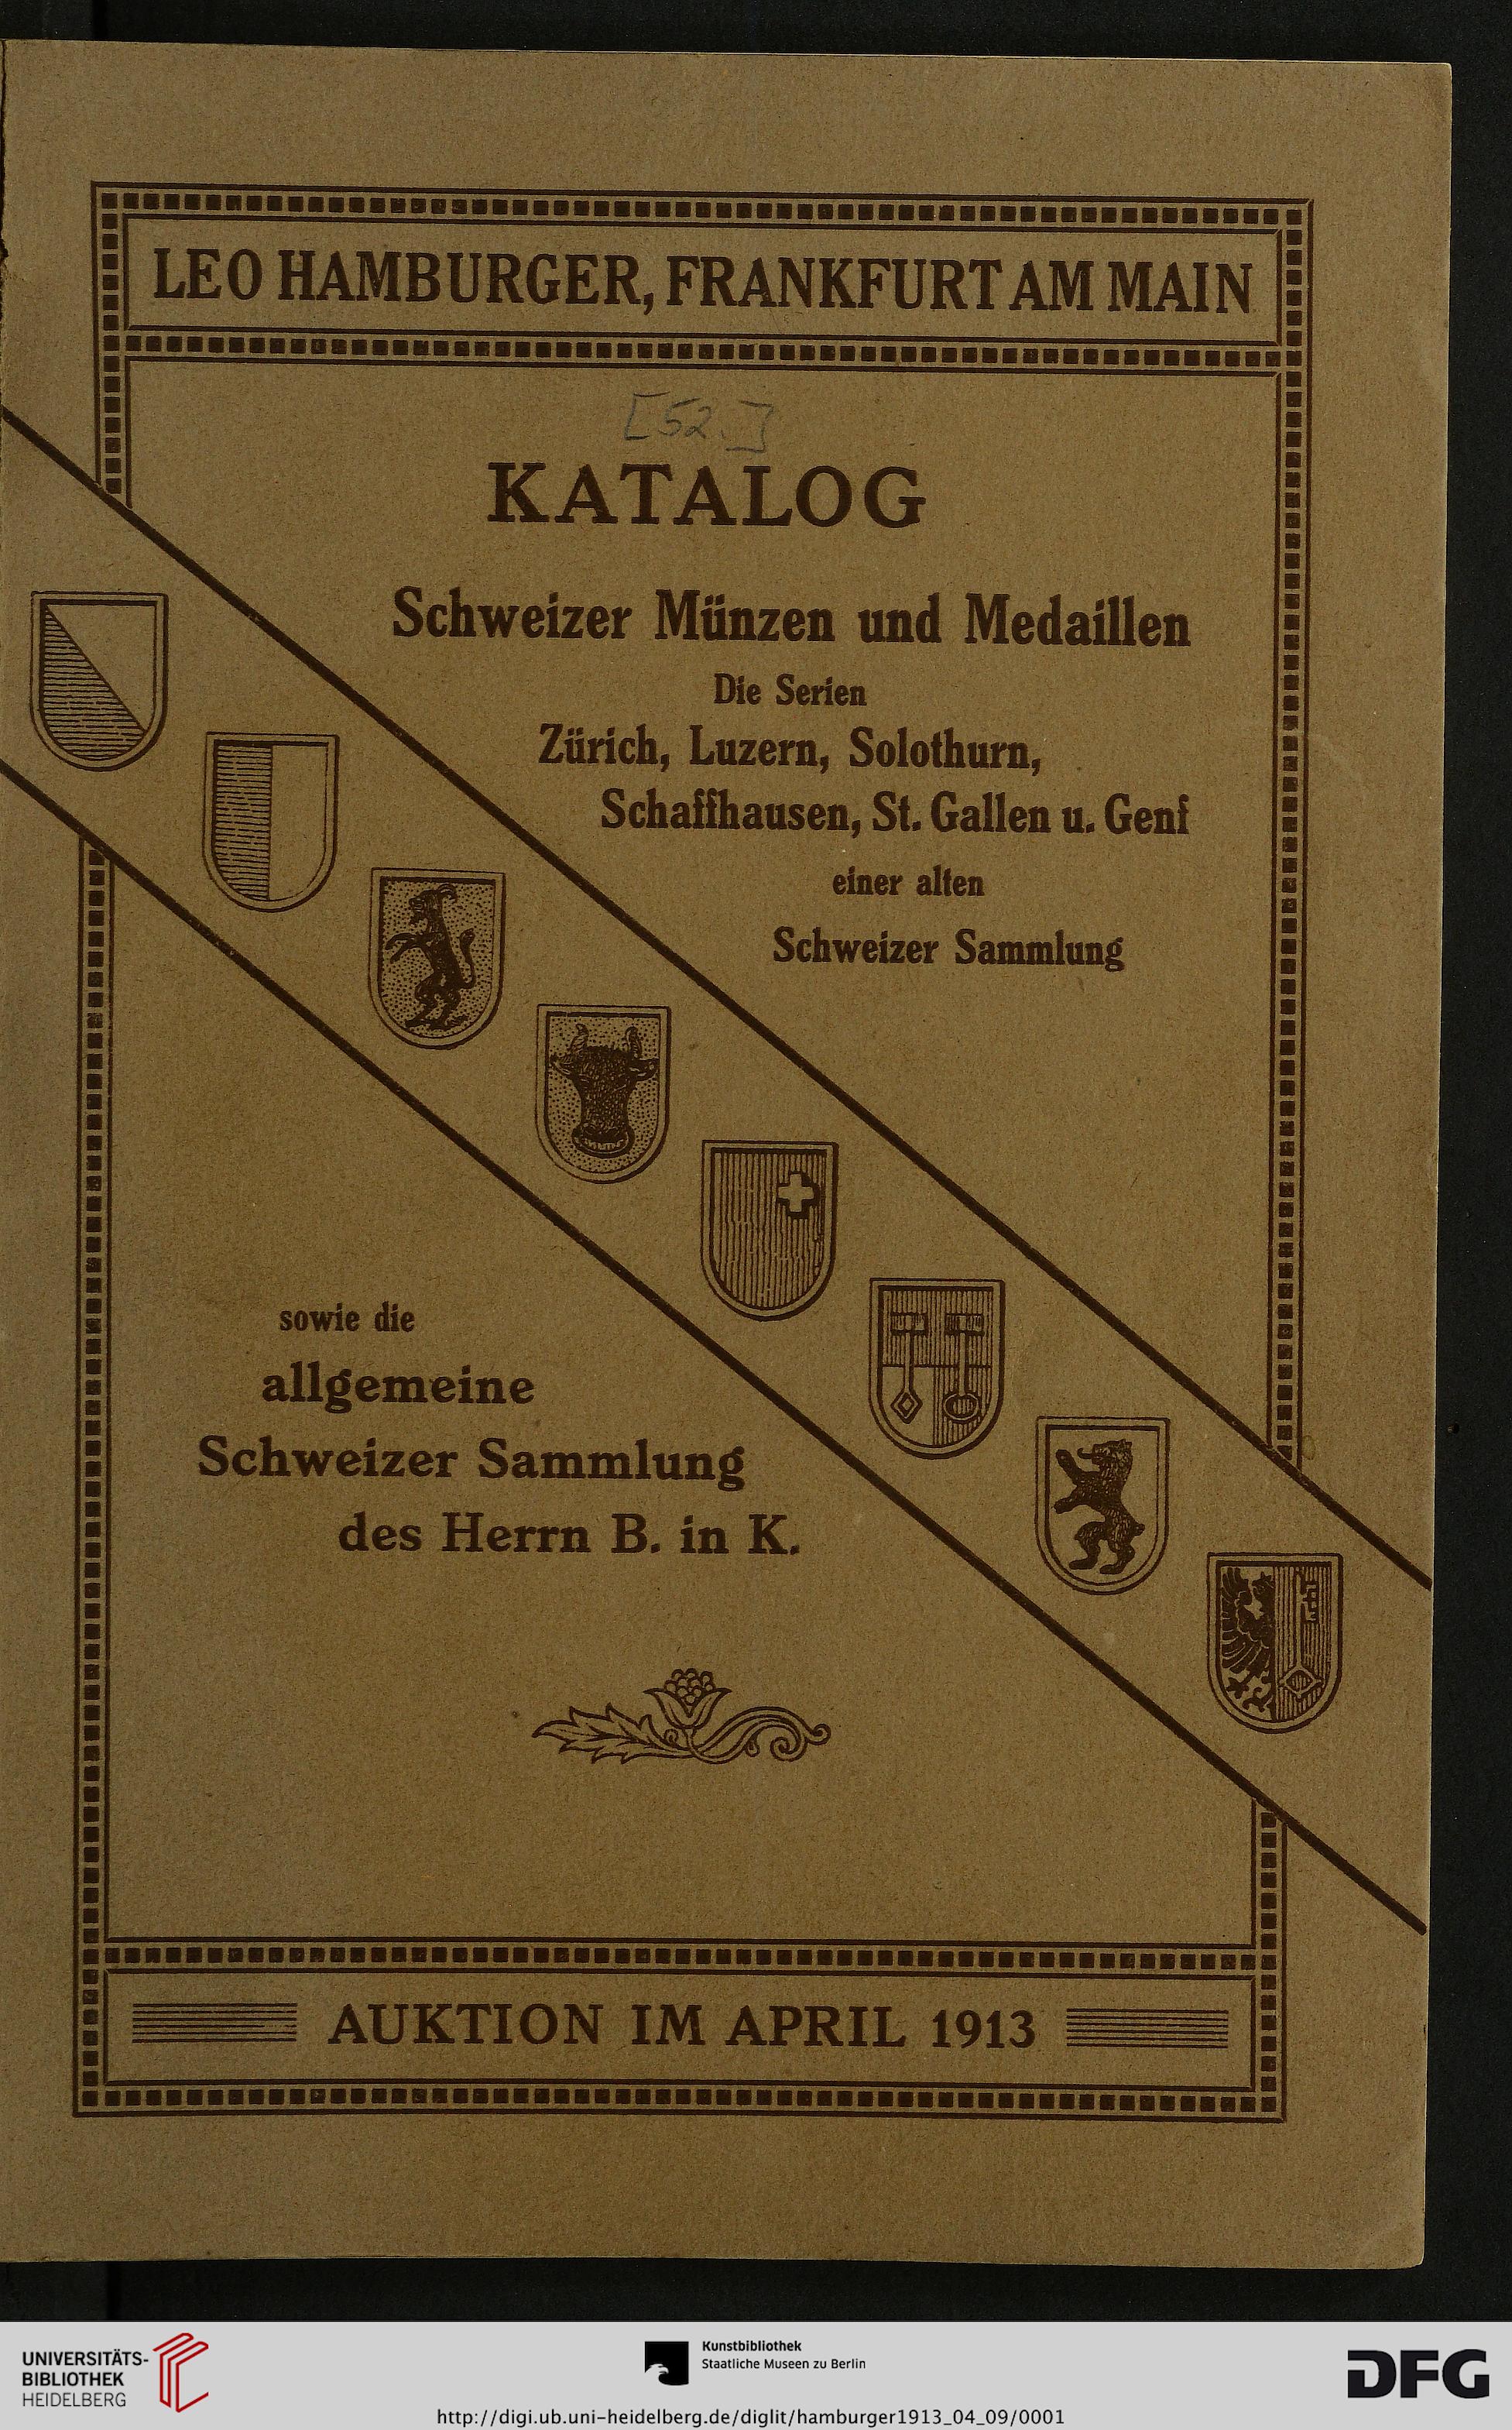 LEO HAMBURGER, FRANKFURT AM MAIN
[52.]
KATALOG
Schweizer Münzen und Medaillen
Die Serien
Zürich, Luzern, Solothurn,
Schaffhausen, St. Gallen u. Genf
einer alten
Schweizer Sammlung
sowie die
allgemeine
Schweizer Sammlung
des Herrn B. in K.
AUKTION IM APRIL 1913
UNIVERSITÄTS-
BIBLIOTHEK
HEIDELBERG
Kunstbibliothek
Staatliche Museen zu Berlin
DFG
http://digi.ub.uni-heidelberg.de/diglit/hamburger1913_04_09/0001